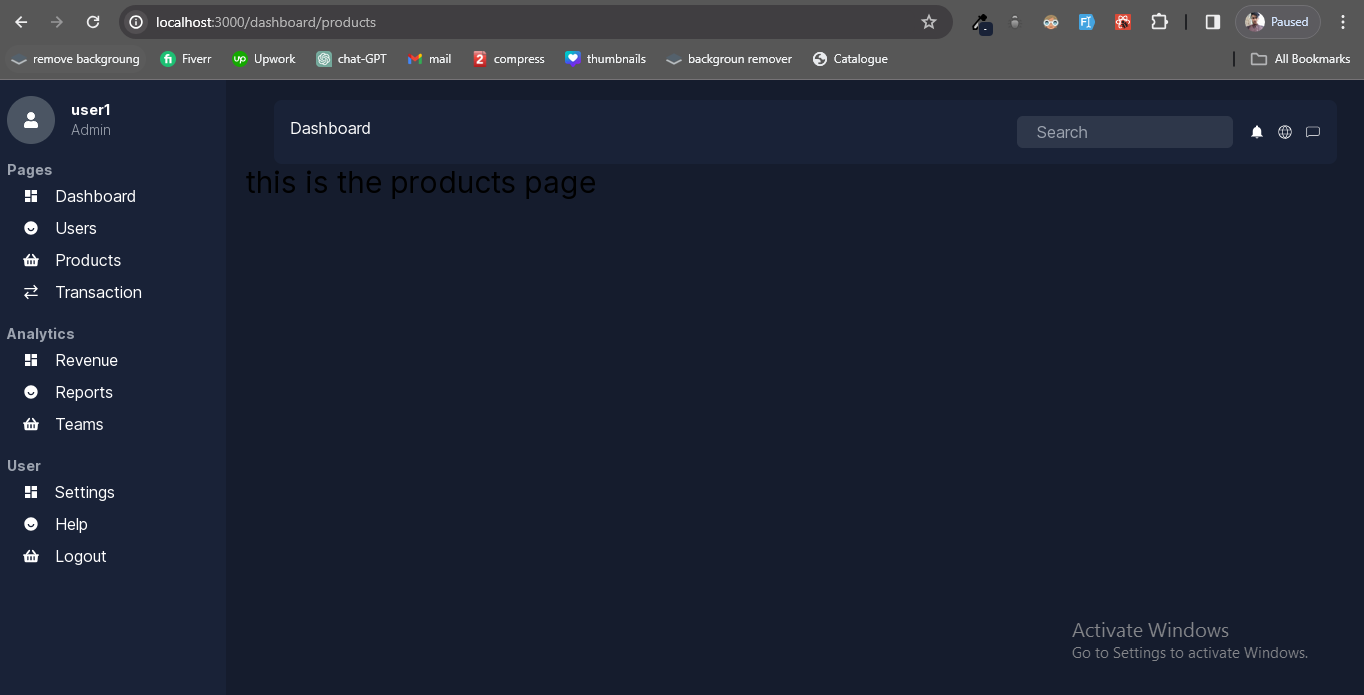 localhost:3000/dashboard/products
Paused
remove backgroung
Fiverr
Upwork
chat-GPT
mail
compress
thumbnails
backgroun remover
Catalogue
All Bookmarks
user1
Admin
Pages
Dashboard
Users
Products
Transaction
Analytics
Revenue
Reports
Teams
User
Settings
Help
Logout
Dashboard
Search
this is the products page
Activate Windows
Go to Settings to activate Windows.